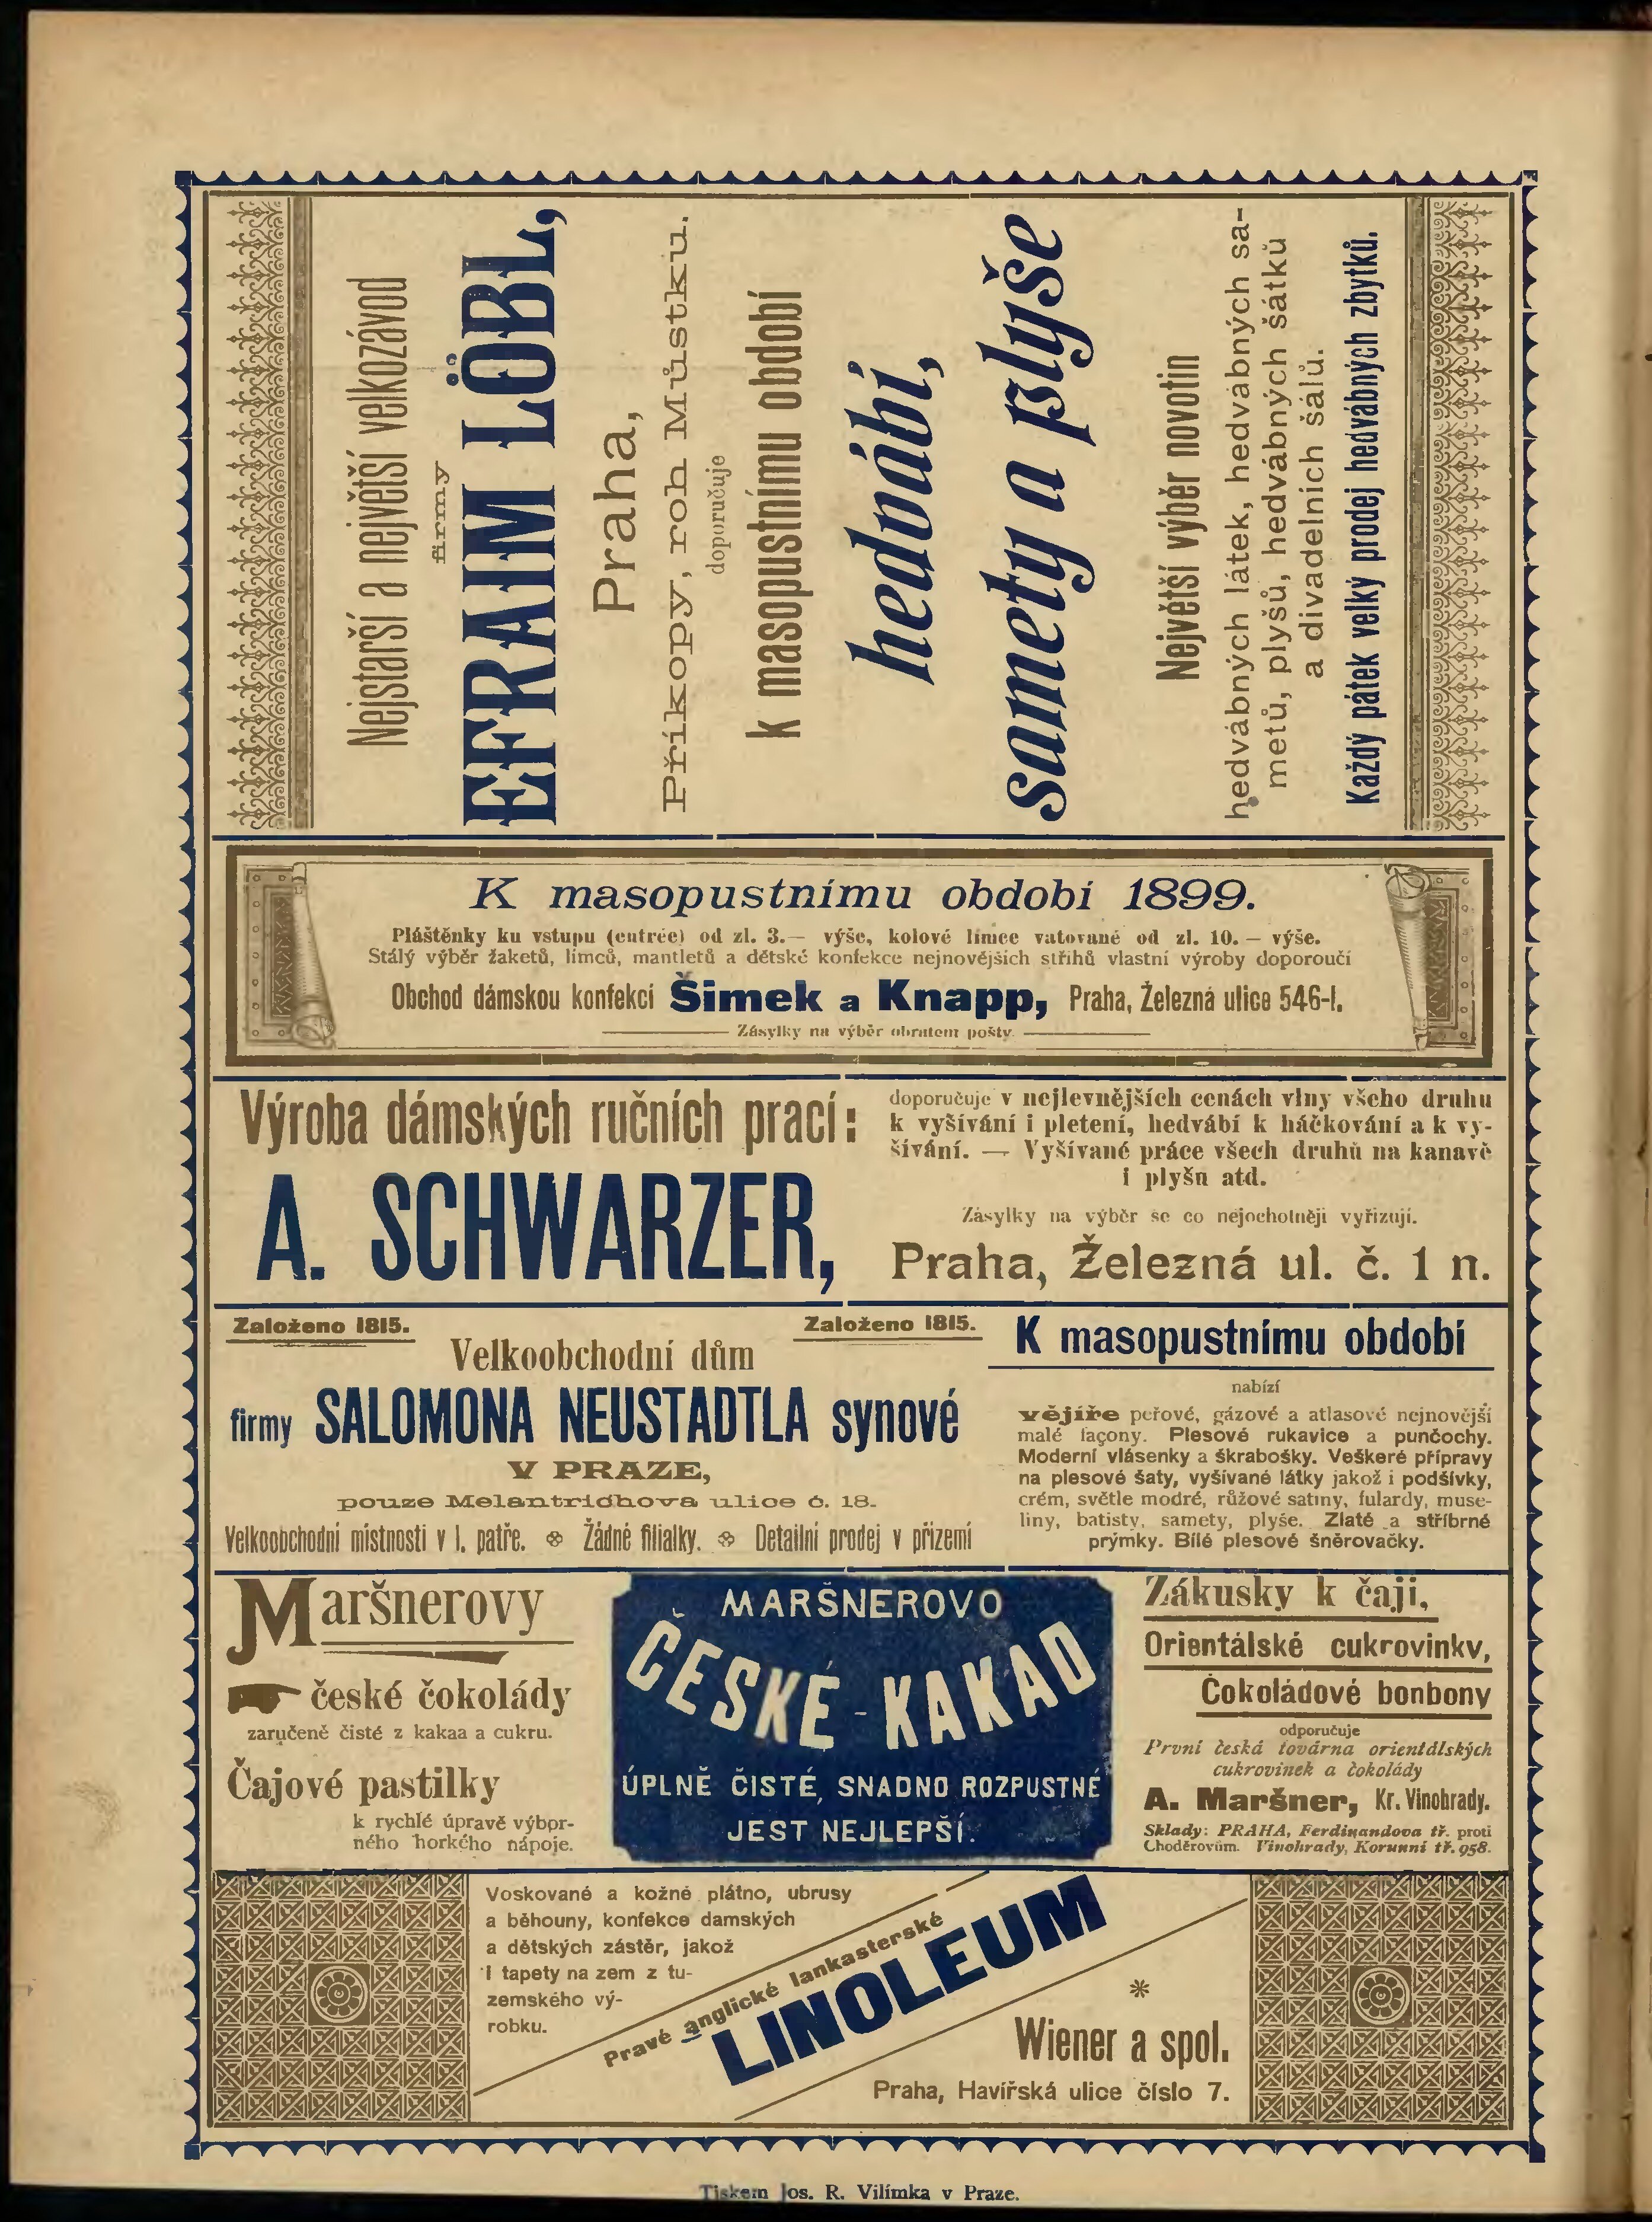 Nejstarší a největší velkozávod
firmy
EFRAIM LÖBL,
Praha,
Příkopy, roh Můstku.
doporučuje
k masopustnímu období
hedvábí,
samety a plyše
Největší výběr novotin
hedvábných látek, hedvábných sa-
metů, plyšů, hedvábných šátků
a divadelních šálů.
Každý pátek velký prodej hedvábných zbytků.
K masopustnímu období 1899.
Pláštěnky ku vstupu (entrée) od zl. 3.— výše, kolové límce vatované od zl. 10.— výše.
Stálý výběr žaketů, límců, mantletů a dětské konfekce nejnovějších střihů vlastní výroby doporoučí
Obchod dámskou konfekcí Šimek a Knapp, Praha, Železná ulice 546-I.
Zásylky na výběr obratem pošty.
Výroba dámských ručních prací:
A. SCHWARZER,
doporučuje v nejlevnějších cenách vlny všeho druhu
k vyšívání i pletení, hedvábí k háčkování a k vy-
šívání. — Vyšívané práce všech druhů na kanavě
i plyšu atd.
Zásylky na výběr se co nejochotněji vyřizují.
Praha, Železná ul. č. 1 n.
Založeno 1815. Založeno 1815.
Velkoobchodní dům
firmy SALOMONA NEUSTADTLA synové
V PRAZE,
pouze Melantrichova ulice č. 18.
Velkoobchodní místnosti v I. patře. Žádné filialky. Detailní prodej v přízemí
K masopustnímu období
nabízí
vějíře peřové, gázové a atlasové nejnovější
malé façony. Plesové rukavice a punčochy.
Moderní vlásenky a škrabošky. Veškeré přípravy
na plesové šaty, vyšívané látky jakož i podšívky,
crém, světle modré, růžové satiny, fulardy, muse-
liny, batisty, samety, plyše. Zlaté a stříbrné
prýmky. Bílé plesové šněrovačky.
Maršnerovy
české čokolády
zaručeně čisté z kakaa a cukru.
Čajové pastilky
k rychlé úpravě výbor-
ného horkého nápoje.
MARŠNEROVO
ČESKÉ-KAKAO
ÚPLNĚ ČISTÉ, SNADNO ROZPUSTNÉ
JEST NEJLEPŠÍ.
Zákusky k čaji,
Orientálské cukrovinky,
Čokoládové bonbony
odporučuje
První česká továrna orientálských
cukrovinek a čokolády
A. Maršner, Kr. Vinohrady.
Sklady: PRAHA, Ferdinandova tř. proti
Choděrovům. Vinohrady, Korunní tř. 958.
Voskované a kožné plátno, ubrusy
a běhouny, konfekce damských
a dětských zástěr, jakož
i tapety na zem z tu-
zemského vý-
robku.
Pravé anglické lankasterské
LINOLEUM
Wiener a spol.
Praha, Havířská ulice číslo 7.
Tiskem Jos. R. Vilímka v Praze.